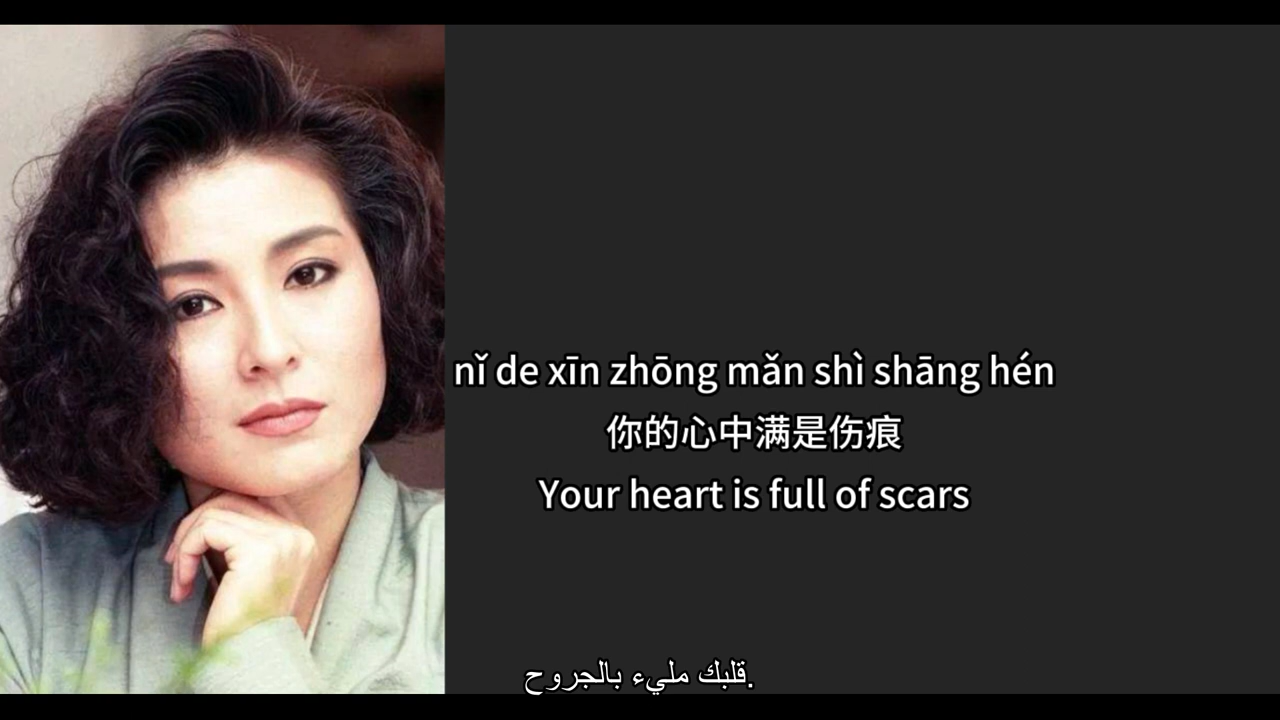 nǐ de xīn zhōng mǎn shì shāng hén
你的心中满是伤痕
Your heart is full of scars
قلبك مليء بالجروح.